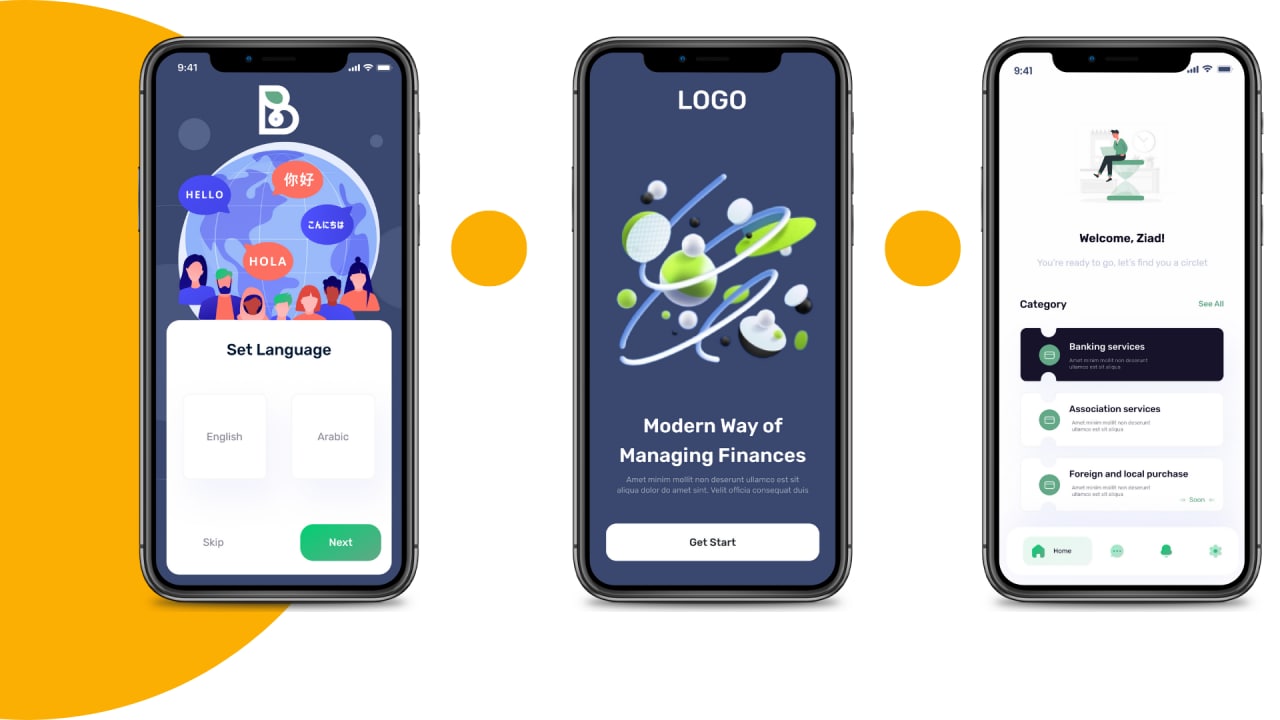 9:41
B
HELLO
你好
こんにちは
HOLA
Set Language
English
Arabic
Skip
Next
LOGO
Modern Way of
Managing Finances
Amet minim mollit non deserunt ullamco est sit
aliqua dolor do amet sint. Velit officia consequat duis
Get Start
9:41
Welcome, Ziad!
You're ready to go, let's find you a circlet
Category
See All
Banking services
Amet minim mollit non deserunt
ullamco est sit aliqua
Association services
Amet minim mollit non deserunt
ullamco est sit aliqua
Foreign and local purchase
Amet minim mollit non deserunt
ullamco est sit aliqua
Soon
Home